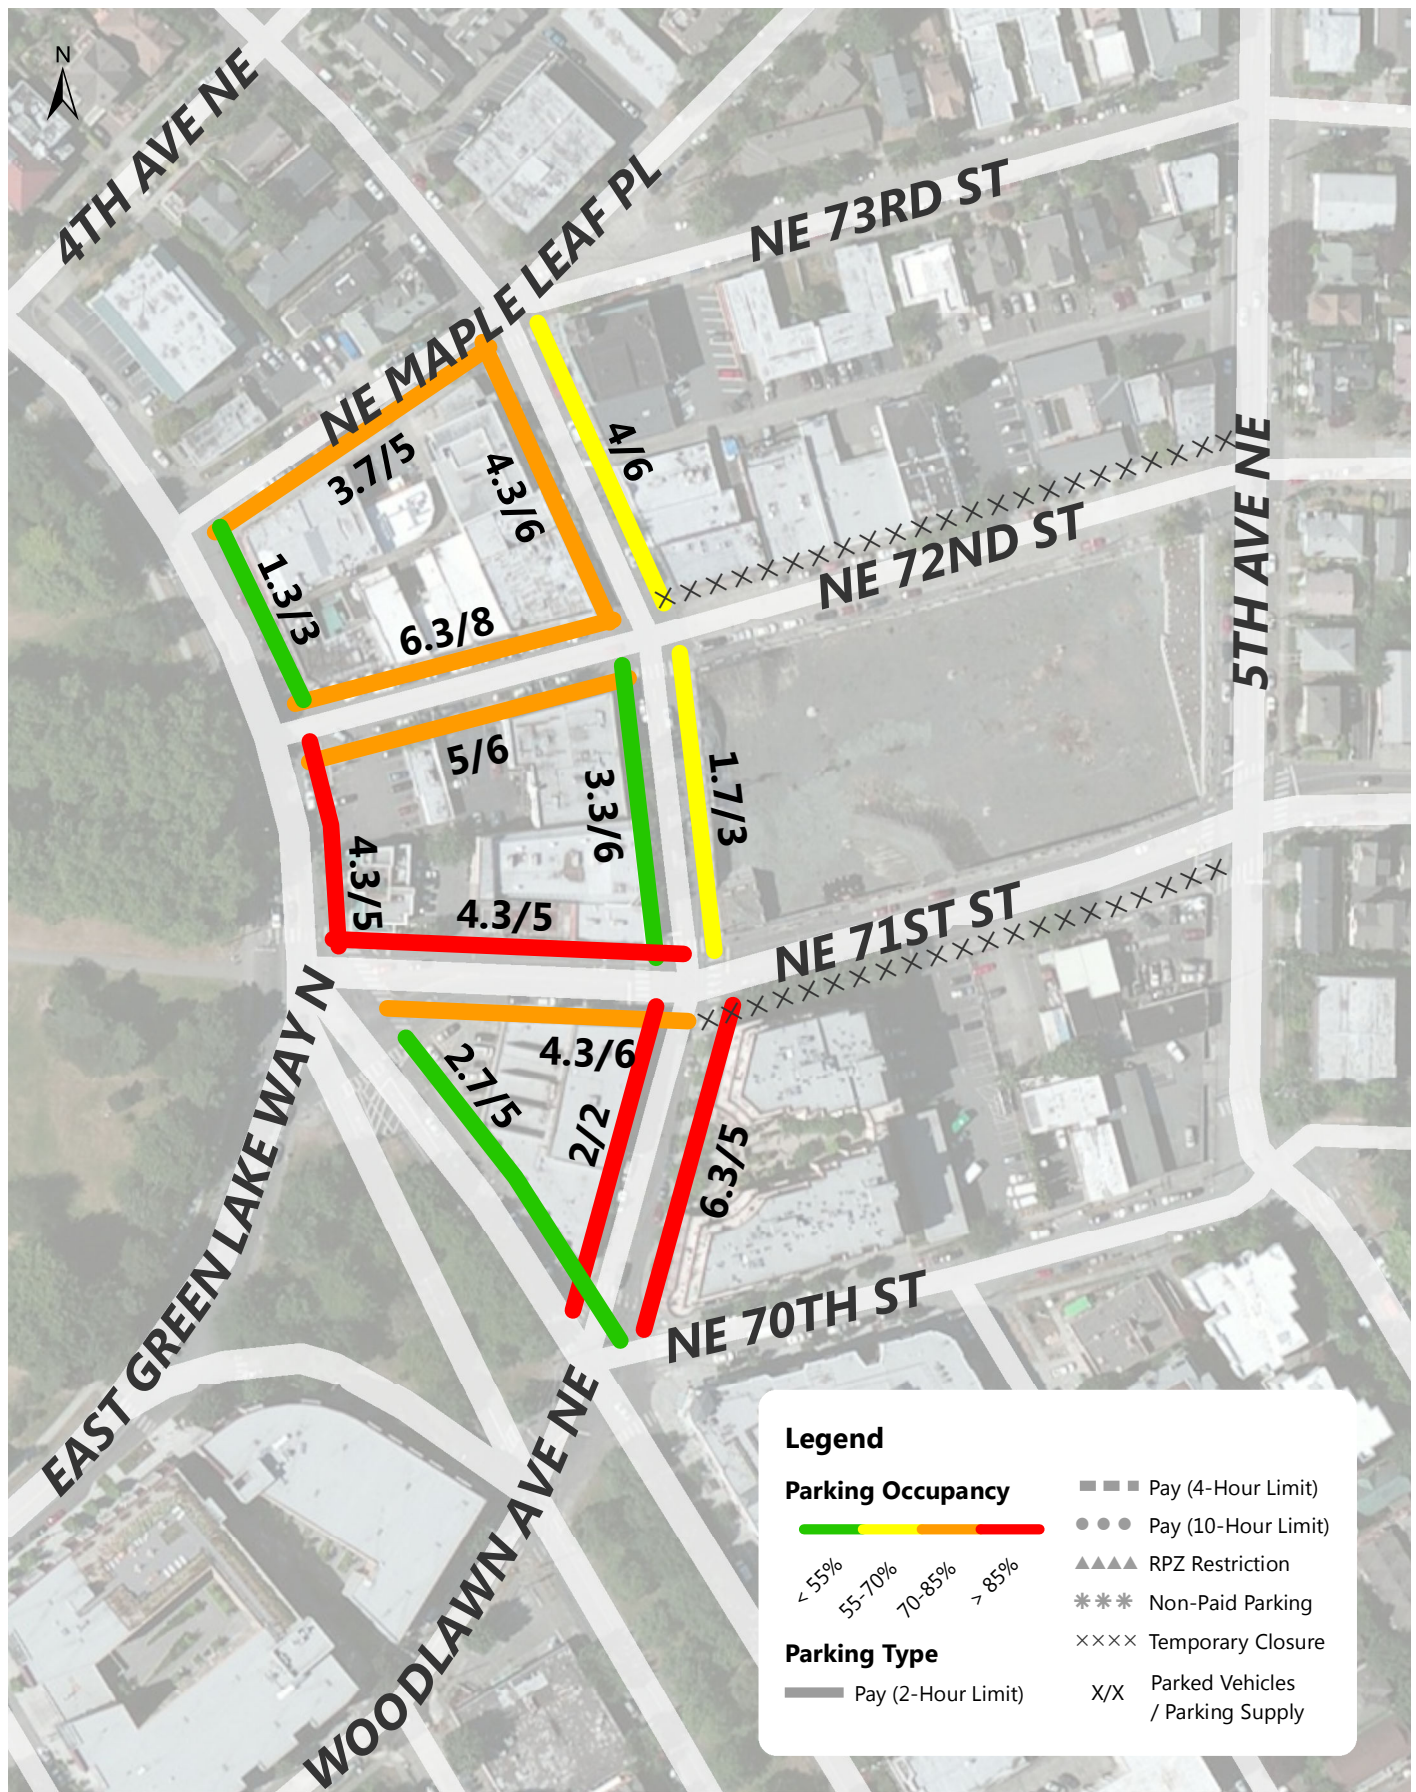 N
4TH AVE NE
NE MAPLE LEAF PL
NE 73RD ST
3.7/5
4.3/6
4/6
1.3/3
6.3/8
NE 72ND ST
5TH AVE NE
5/6
3.3/6
1.7/3
4.3/5
4.3/5
NE 71ST ST
4.3/6
2.7/5
2/2
6.3/5
EAST GREEN LAKE WAY N
NE 70TH ST
WOODLAWN AVE NE
Legend
Parking Occupancy
< 55%
55-70%
70-85%
> 85%
Parking Type
Pay (2-Hour Limit)
Pay (4-Hour Limit)
Pay (10-Hour Limit)
RPZ Restriction
Non-Paid Parking
Temporary Closure
X/X
Parked Vehicles
/ Parking Supply